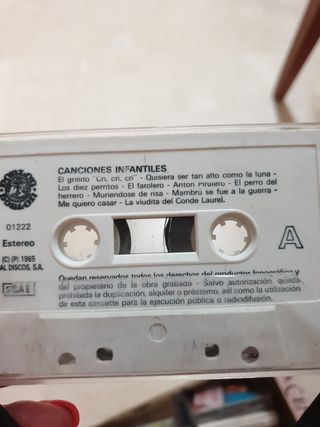 CANCIONES INFANTILES
El grillito "Cri, cri, cri" - Quisiera ser tan alto como la luna -
Los diez perritos - El farolero - Anton Pirulero - El perro del
herrero - Muriendose de risa - Mambrú se fue a la guerra -
Me quiero casar - La viudita del Conde Laurel.
01222
Estereo
A
(C) (P) 1985
AL DISCOS, S.A.
Quedan reservados todos los derechos del productor fonográfico y
del propietario de la obra grabada - Salvo autorización, queda
prohibida la duplicación, alquiler o préstamo, así como la utilización
de esta cassette para la ejecución pública o radiodifusión.